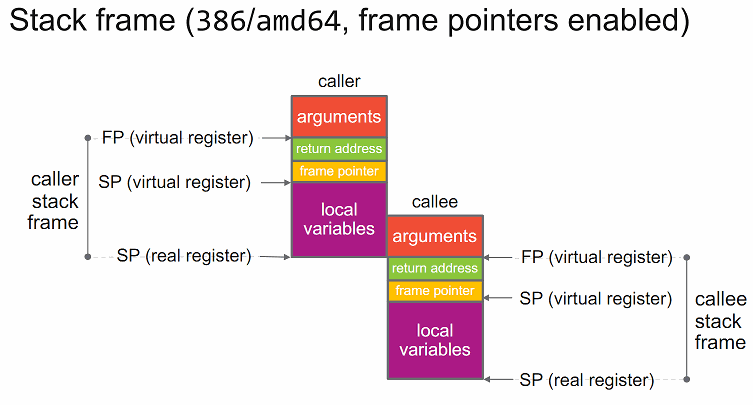 Stack frame (386/amd64, frame pointers enabled)
caller
arguments
FP (virtual register)
return address
frame pointer
SP (virtual register)
caller
stack
frame
local
variables
SP (real register)
callee
arguments
FP (virtual register)
return address
frame pointer
SP (virtual register)
callee
stack
frame
local
variables
SP (real register)